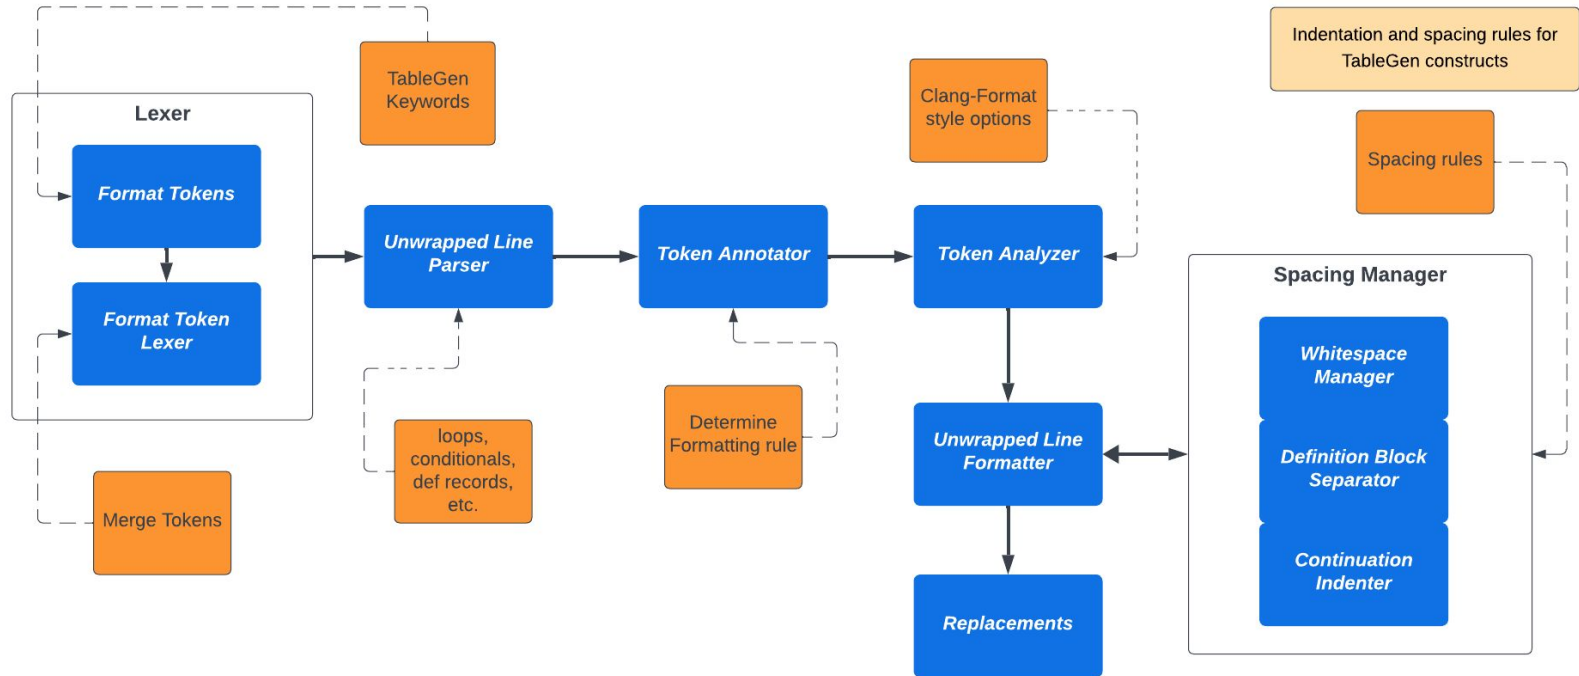 Indentation and spacing rules for
TableGen constructs
TableGen
Keywords
Clang-Format
style options
Lexer
Spacing rules
Format Tokens
Unwrapped Line
Parser
Token Annotator
Token Analyzer
Spacing Manager
Format Token
Lexer
Whitespace
Manager
Determine
Formatting rule
loops,
conditionals,
def records,
etc.
Unwrapped Line
Formatter
Definition Block
Separator
Merge Tokens
Continuation
Indenter
Replacements